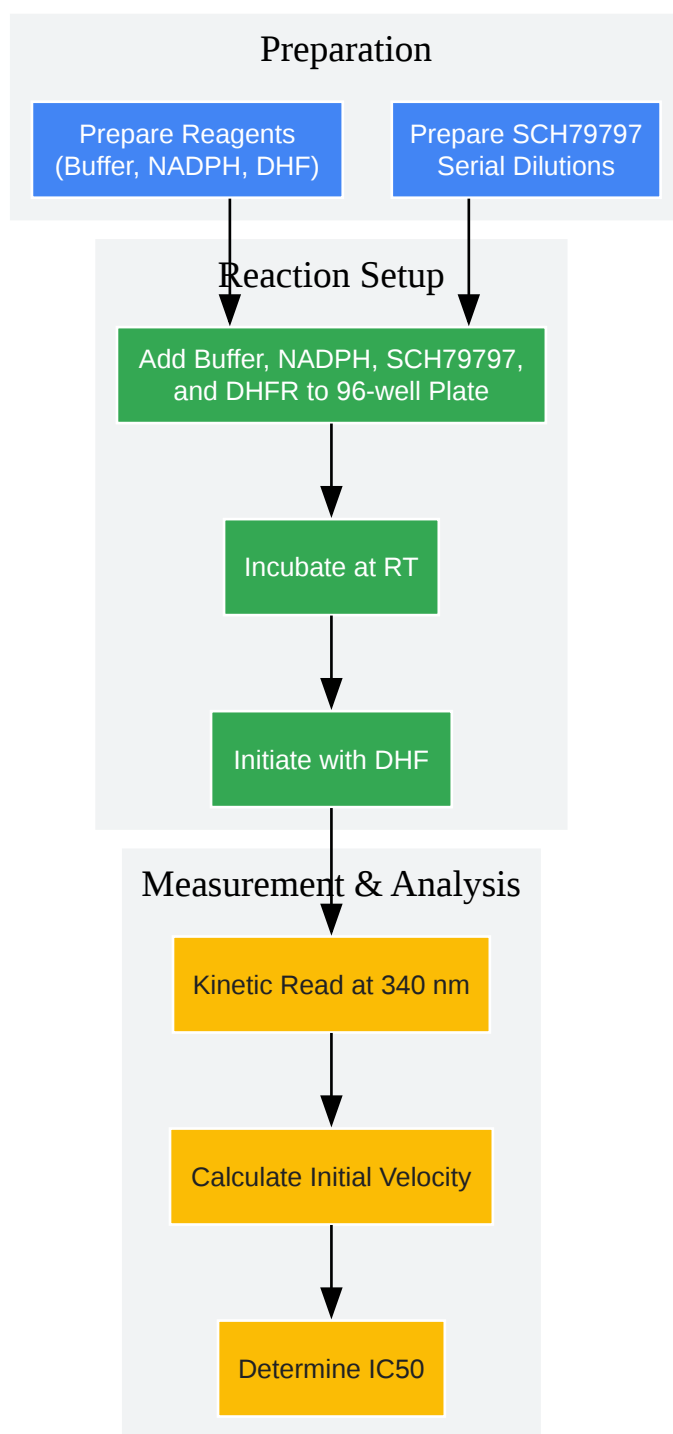 Preparation
Prepare Reagents
(Buffer, NADPH, DHF)
Prepare SCH79797
Serial Dilutions
Reaction Setup
Add Buffer, NADPH, SCH79797,
and DHFR to 96-well Plate
Incubate at RT
Initiate with DHF
Measurement & Analysis
Kinetic Read at 340 nm
Calculate Initial Velocity
Determine IC50